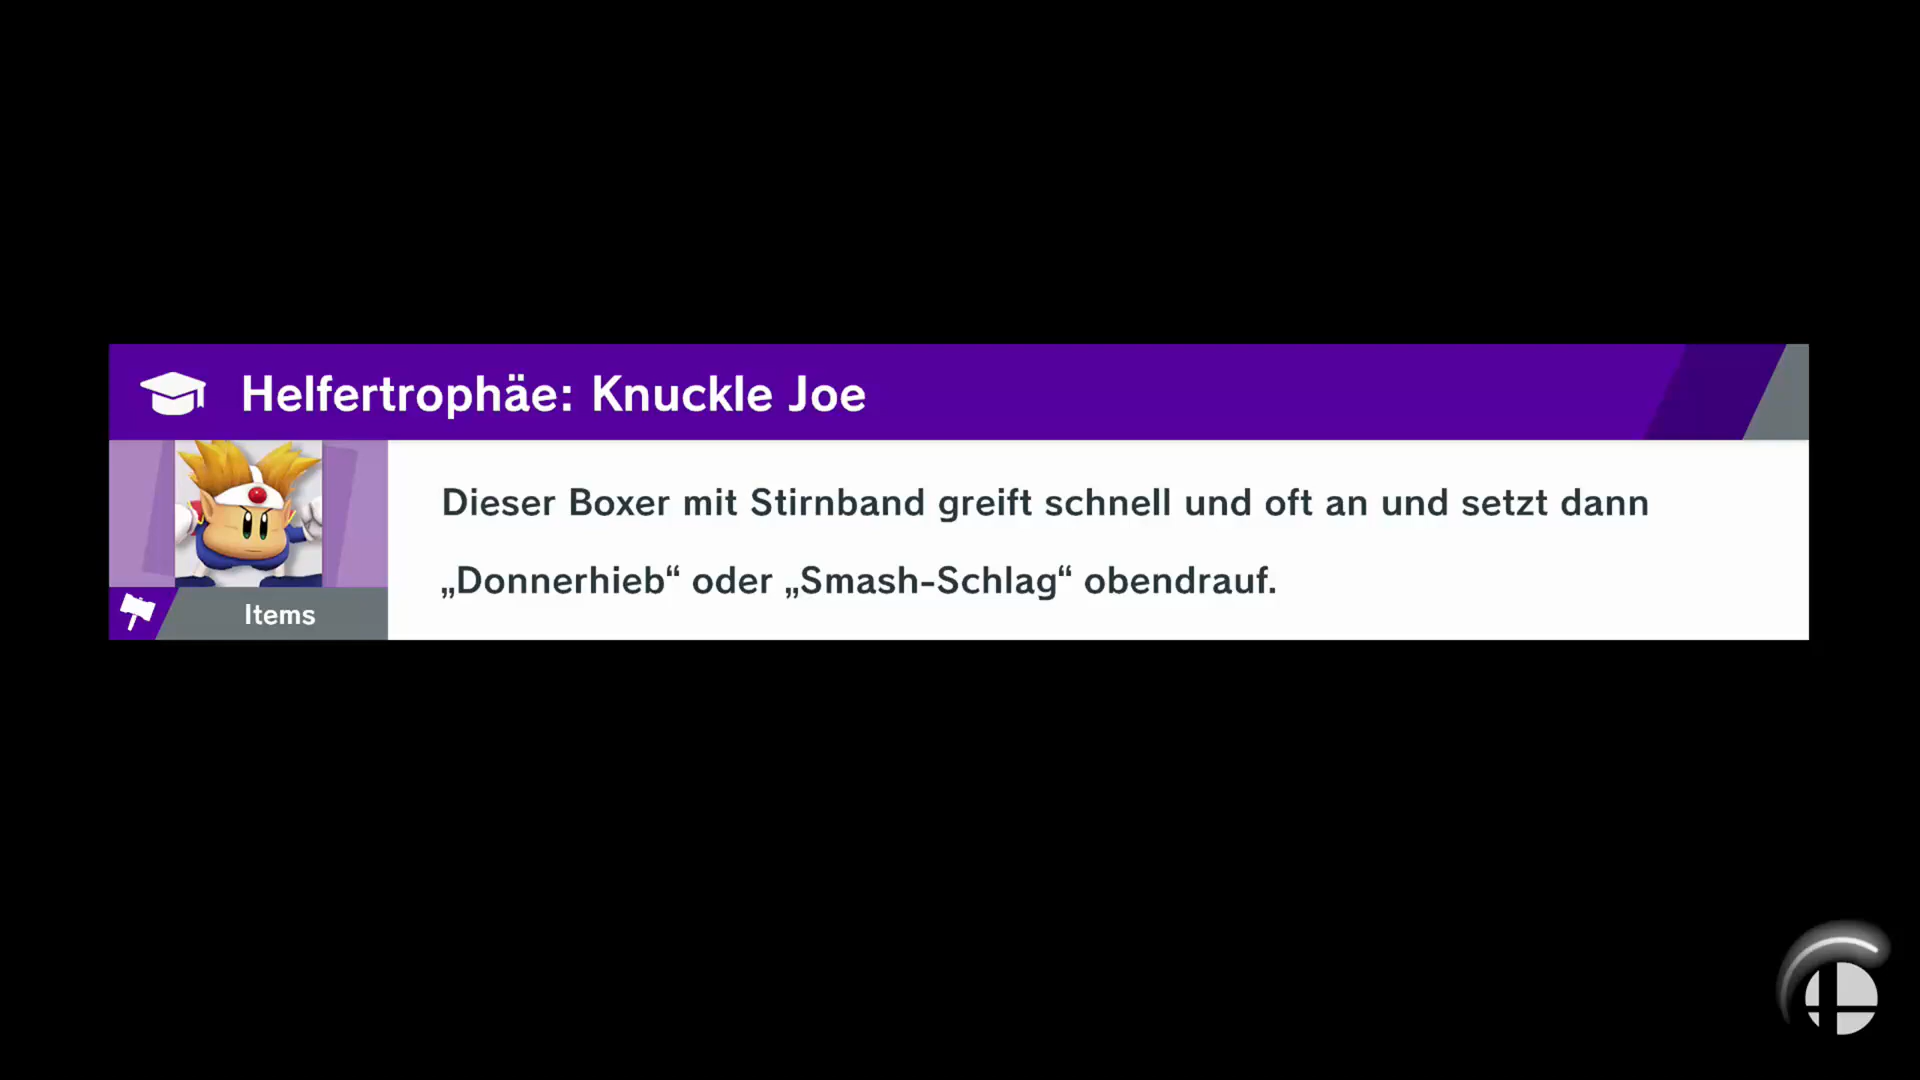 Helfertrophäe: Knuckle Joe
Dieser Boxer mit Stirnband greift schnell und oft an und setzt dann
„Donnerhieb“ oder „Smash-Schlag“ obendrauf.
Items